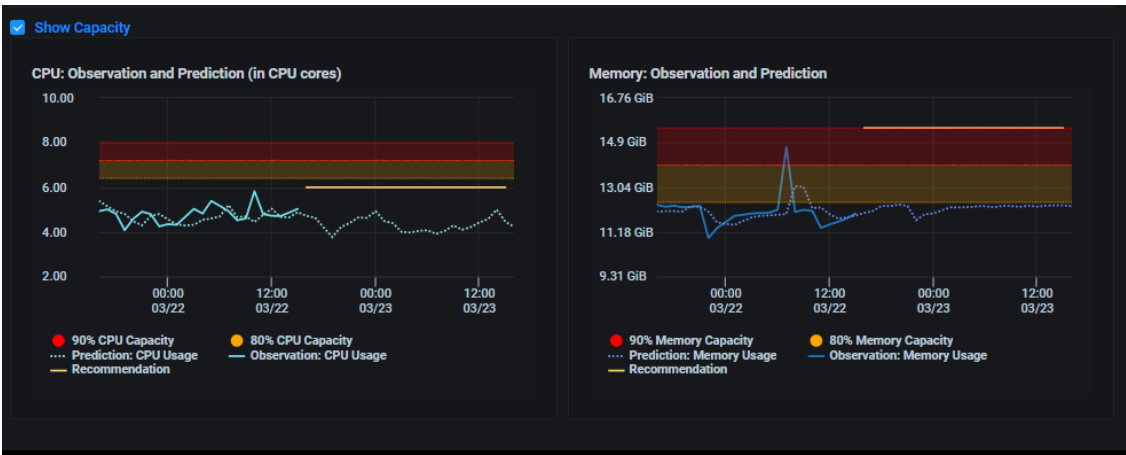 Show Capacity
CPU: Observation and Prediction (in CPU cores)
10.00
8.00
6.00
4.00
2.00
00:00 12:00 00:00 12:00
03/22 03/22 03/23 03/23
90% CPU Capacity 80% CPU Capacity
Prediction: CPU Usage Observation: CPU Usage
Recommendation
Memory: Observation and Prediction
16.76 GiB
14.9 GiB
13.04 GiB
11.18 GiB
9.31 GiB
00:00 12:00 00:00 12:00
03/22 03/22 03/23 03/23
90% Memory Capacity 80% Memory Capacity
Prediction: Memory Usage Observation: Memory Usage
Recommendation